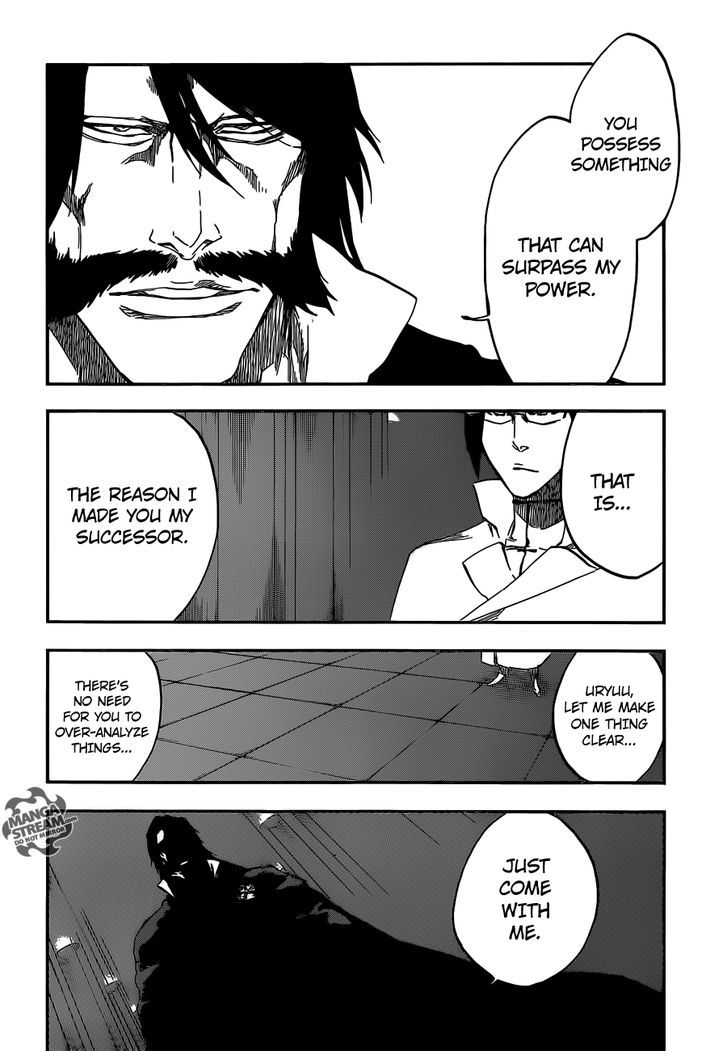 YOU
POSSESS
SOMETHING
THAT CAN
SURPASS MY
POWER.
THAT
IS...
THE REASON I
MADE YOU MY
SUCCESSOR.
URYUU,
LET ME MAKE
ONE THING
CLEAR...
THERE'S
NO NEED
FOR YOU TO
OVER-ANALYZE
THINGS...
JUST
COME
WITH
ME.
MANGA
STREAM.com
DO NOT MIRROR